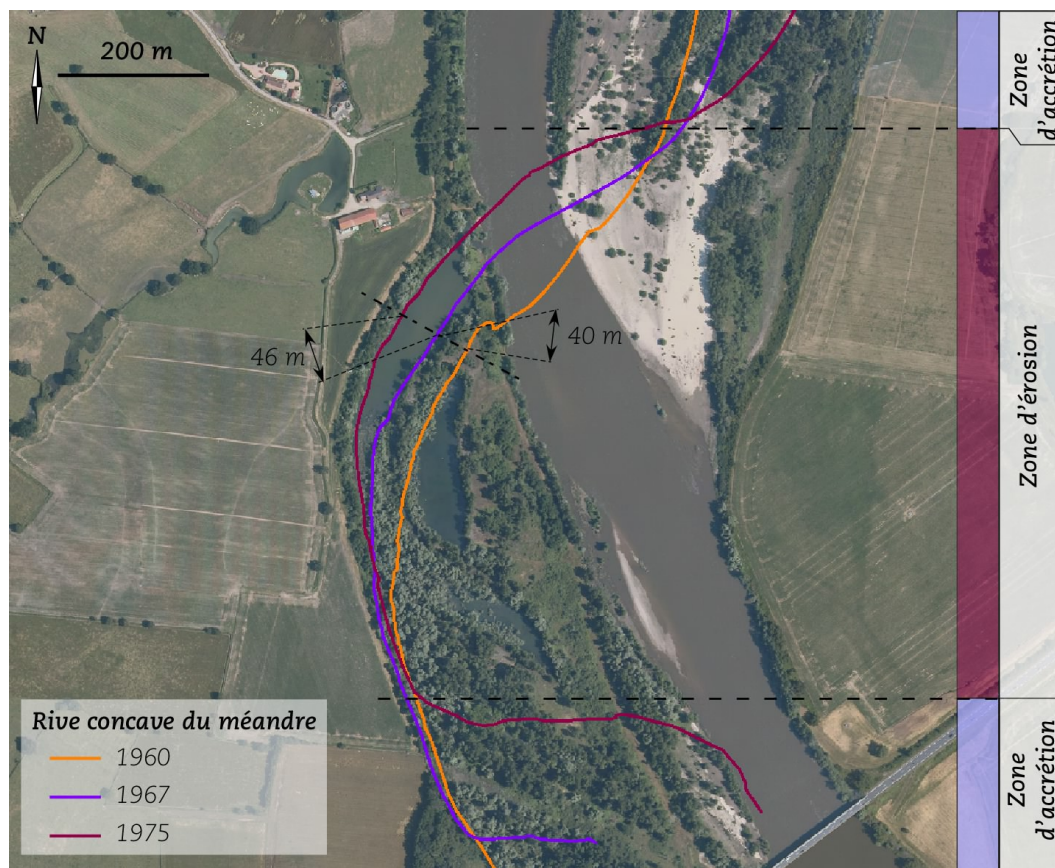 N
200 m
Zone
d'accrétion
46 m
40 m
Zone d'érosion
Rive concave du méandre
1960
1967
1975
Zone
d'accrétion